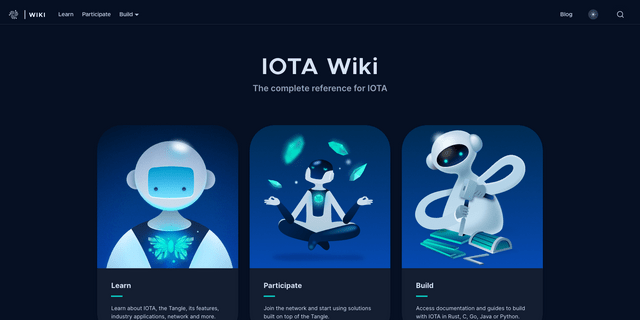 WIKI Learn Participate Build Blog
IOTA Wiki
The complete reference for IOTA
Learn
Learn about IOTA, the Tangle, its features,
industry applications, network and more.
Participate
Join the network and start using solutions
built on top of the Tangle.
Build
Access documentation and guides to build
with IOTA in Rust, C, Go, Java or Python.